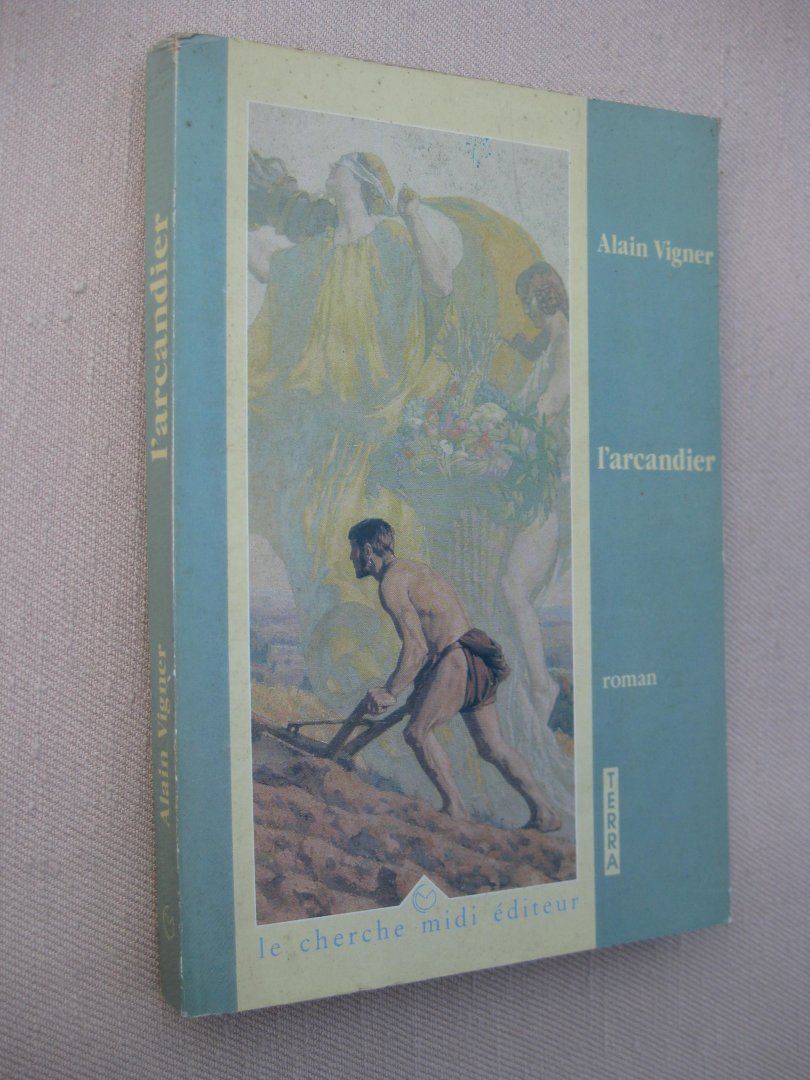 l'arcandier
Alain Vigner
Alain Vigner
l'arcandier
roman
TERRA
le cherche midi éditeur